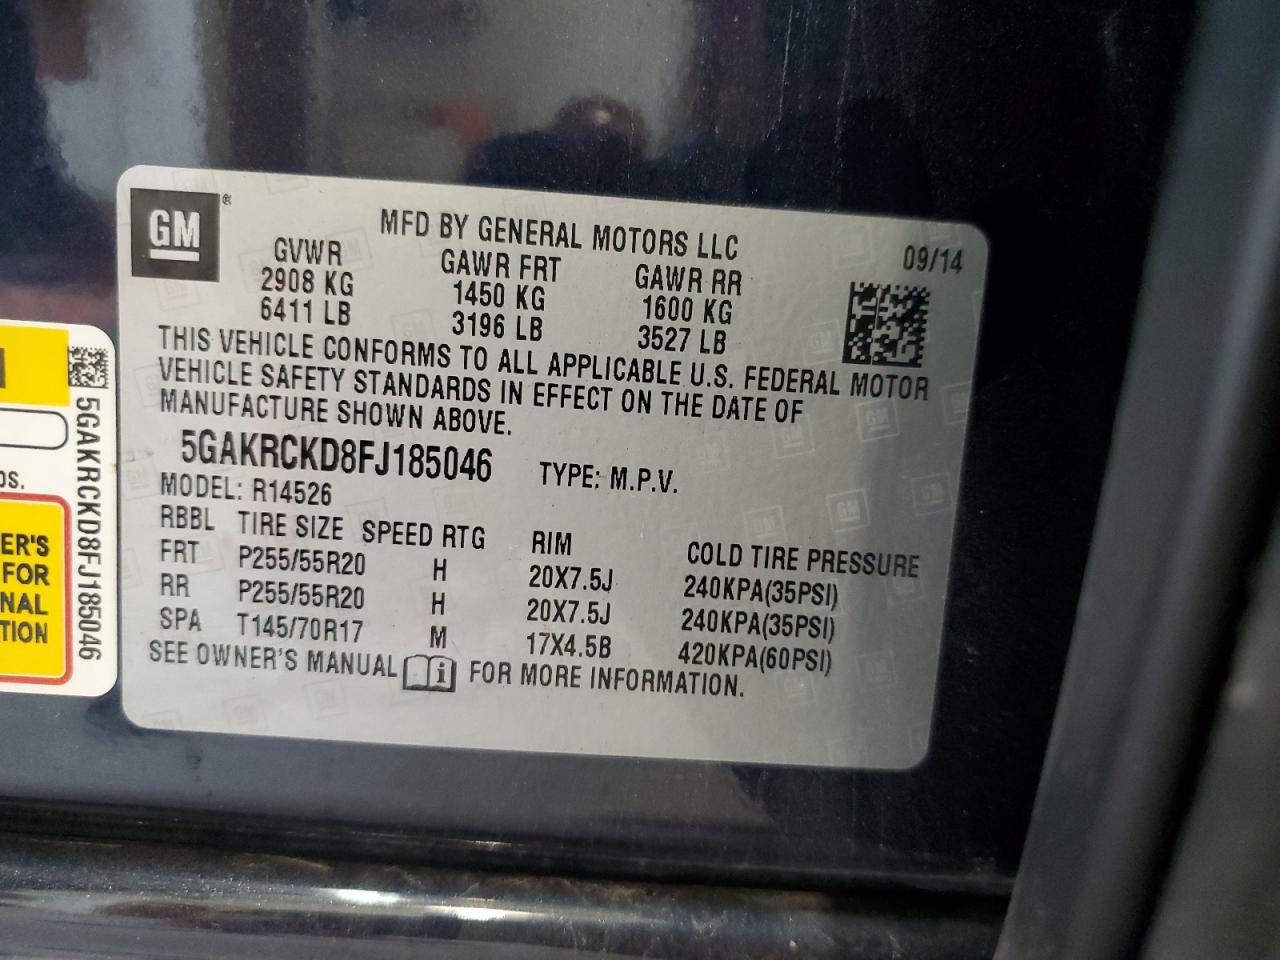 GM®
MFD BY GENERAL MOTORS LLC
09/14
GVWR GAWR FRT GAWR RR
2908 KG 1450 KG 1600 KG
6411 LB 3196 LB 3527 LB
THIS VEHICLE CONFORMS TO ALL APPLICABLE U.S. FEDERAL MOTOR
VEHICLE SAFETY STANDARDS IN EFFECT ON THE DATE OF
MANUFACTURE SHOWN ABOVE.
5GAKRCKD8FJ185046 TYPE: M.P.V.
MODEL: R14526
RBBL TIRE SIZE SPEED RTG RIM COLD TIRE PRESSURE
FRT P255/55R20 H 20X7.5J 240KPA(35PSI)
RR P255/55R20 H 20X7.5J 240KPA(35PSI)
SPA T145/70R17 M 17X4.5B 420KPA(60PSI)
SEE OWNER'S MANUAL i FOR MORE INFORMATION.
5GAKRCKD8FJ185046
ER'S
FOR
NAL
TION